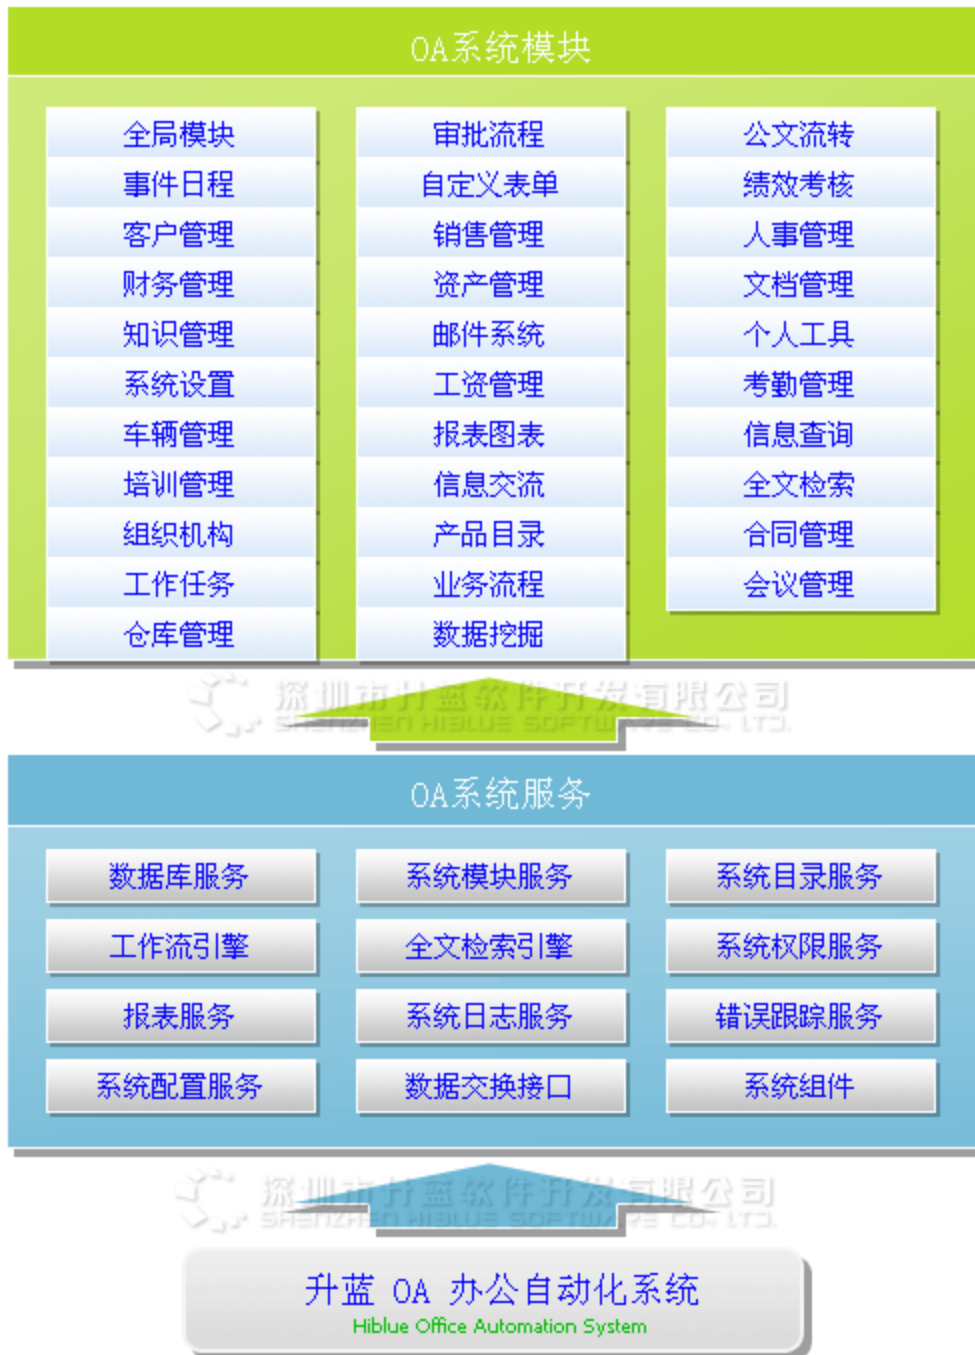 OA系统模块
全局模块 审批流程 公文流转
事件日程 自定义表单 绩效考核
客户管理 销售管理 人事管理
财务管理 资产管理 文档管理
知识管理 邮件系统 个人工具
系统设置 工资管理 考勤管理
车辆管理 报表图表 信息查询
培训管理 信息交流 全文检索
组织机构 产品目录 合同管理
工作任务 业务流程 会议管理
仓库管理 数据挖掘
深圳市升蓝软件开发有限公司
SHENZHEN HIBLUE SOFTWARE CO., LTD.
OA系统服务
数据库服务 系统模块服务 系统目录服务
工作流引擎 全文检索引擎 系统权限服务
报表服务 系统日志服务 错误跟踪服务
系统配置服务 数据交换接口 系统组件
深圳市升蓝软件开发有限公司
SHENZHEN HIBLUE SOFTWARE CO., LTD.
升蓝 OA 办公自动化系统
Hiblue Office Automation System